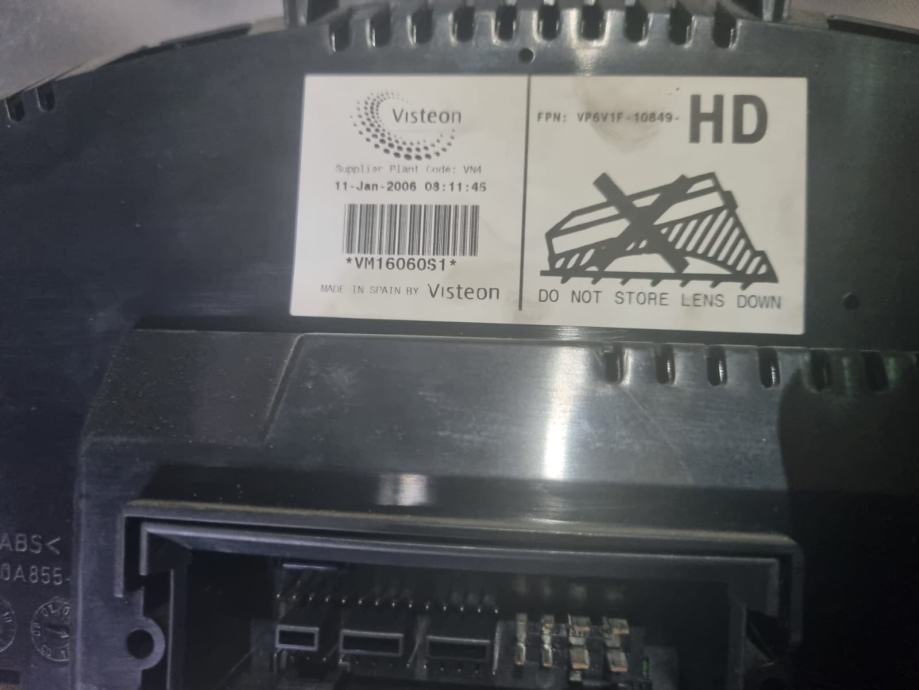 Visteon
Supplier Plant Code: VN4
11-Jan-2006 08:11:45
*VM16060S1*
MADE IN SPAIN BY Visteon
FPN: VP6V1F-10849-HD
DO NOT STORE LENS DOWN
ABS<
0A855-